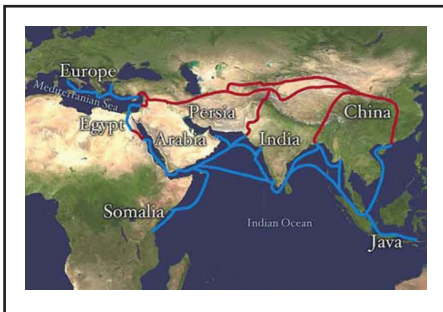 Europe
Mediterranean Sea
Egypt
Persia
China
Arabia
India
Somalia
Indian Ocean
Java